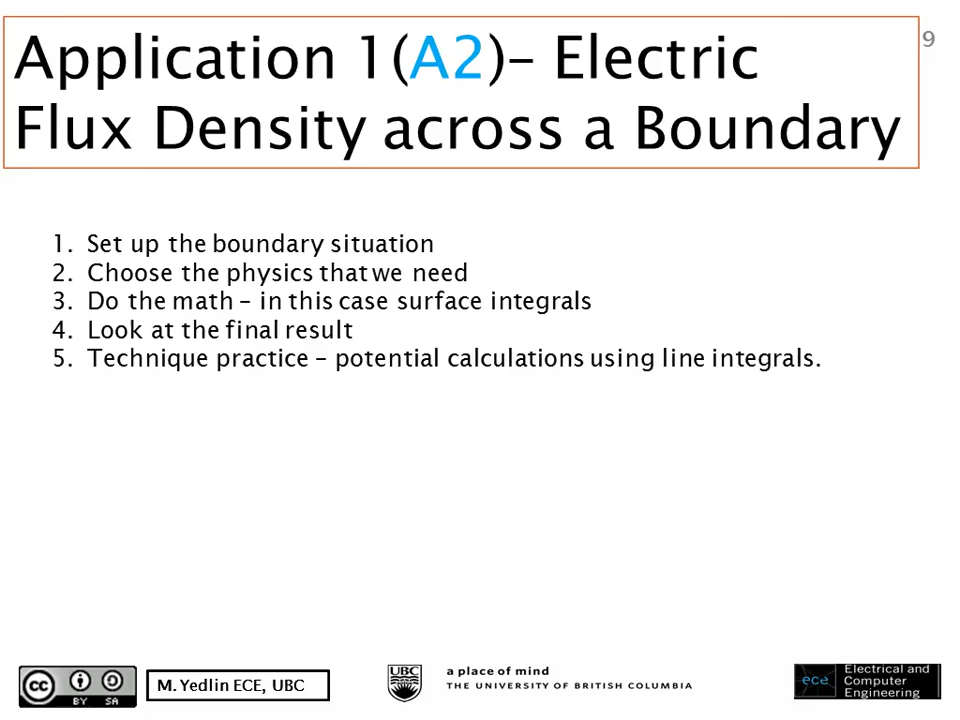 Application 1(A2)– Electric
Flux Density across a Boundary
9
1. Set up the boundary situation
2. Choose the physics that we need
3. Do the math – in this case surface integrals
4. Look at the final result
5. Technique practice – potential calculations using line integrals.
cc
BY SA
M. Yedlin ECE, UBC
UBC
a place of mind
THE UNIVERSITY OF BRITISH COLUMBIA
ece
Electrical and
Computer
Engineering